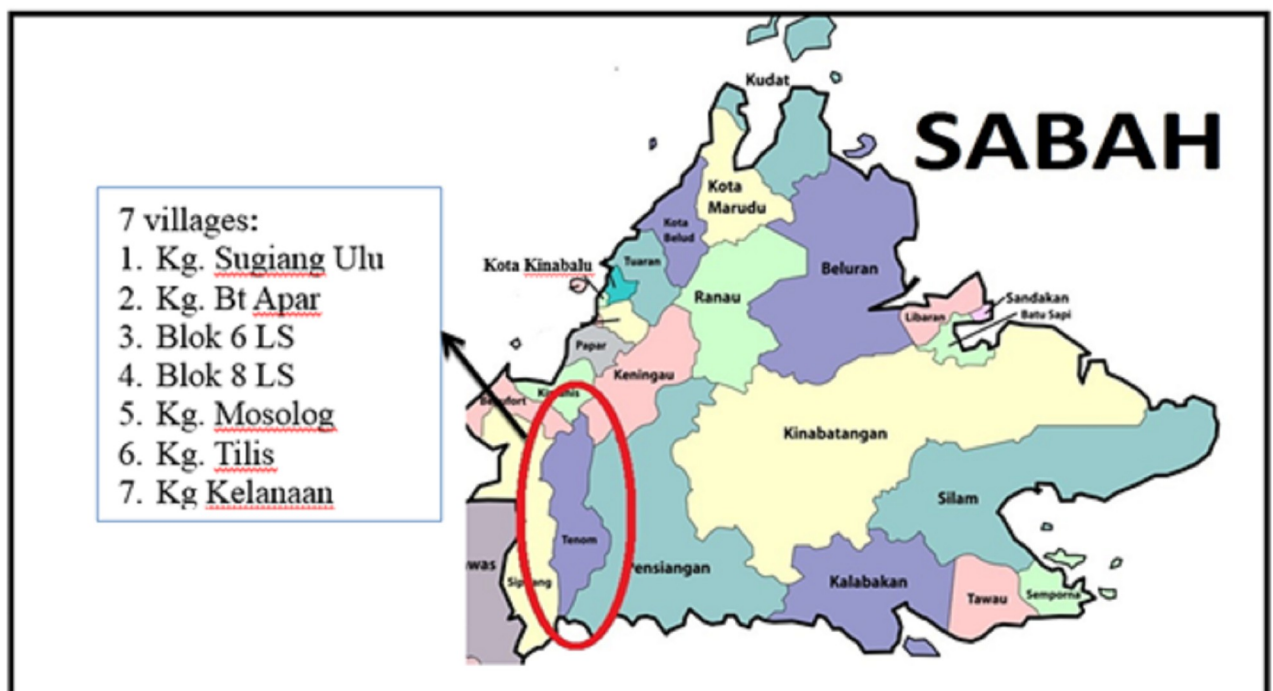 SABAH
7 villages:
1. Kg. Sugiang Ulu
2. Kg. Bt Apar
3. Blok 6 LS
4. Blok 8 LS
5. Kg. Mosolog
6. Kg. Tilis
7. Kg Kelanaan
Kudat
Kota
Marudu
Kota
Belud
Tuaran
Kota Kinabalu
Ranau
Beluran
Sandakan
Batu Sapi
Libaran
Papar
Keningau
Kinabatangan
Silam
Tenom
Pensiangan
Kalabakan
Tawau
Semporna